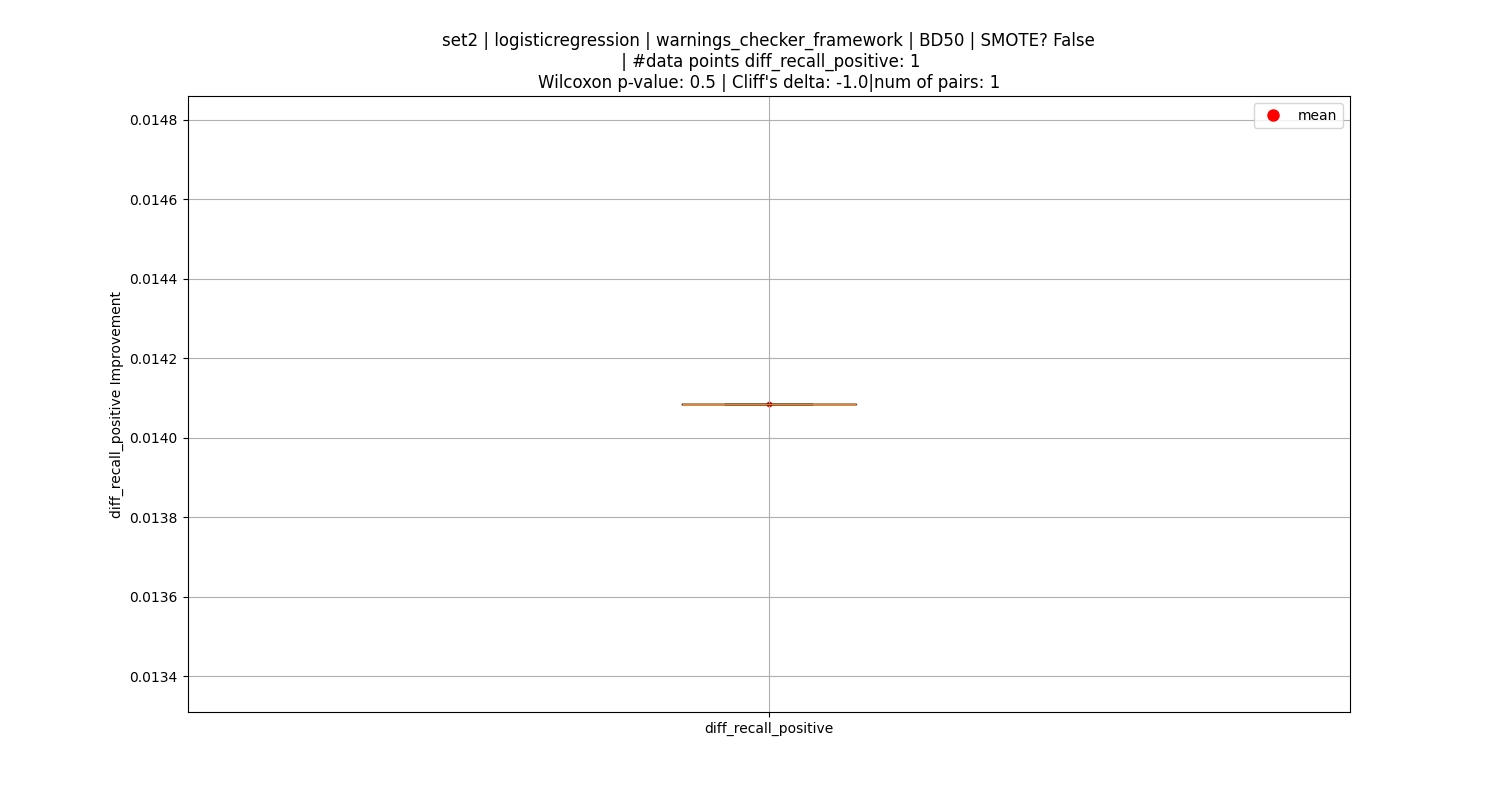 set2 | logisticregression | warnings_checker_framework | BD50 | SMOTE? False
| #data points diff_recall_positive: 1
Wilcoxon p-value: 0.5 | Cliff's delta: -1.0|num of pairs: 1
mean
0.0148
0.0146
0.0144
0.0142
0.0140
0.0138
0.0136
0.0134
diff_recall_positive Improvement
diff_recall_positive